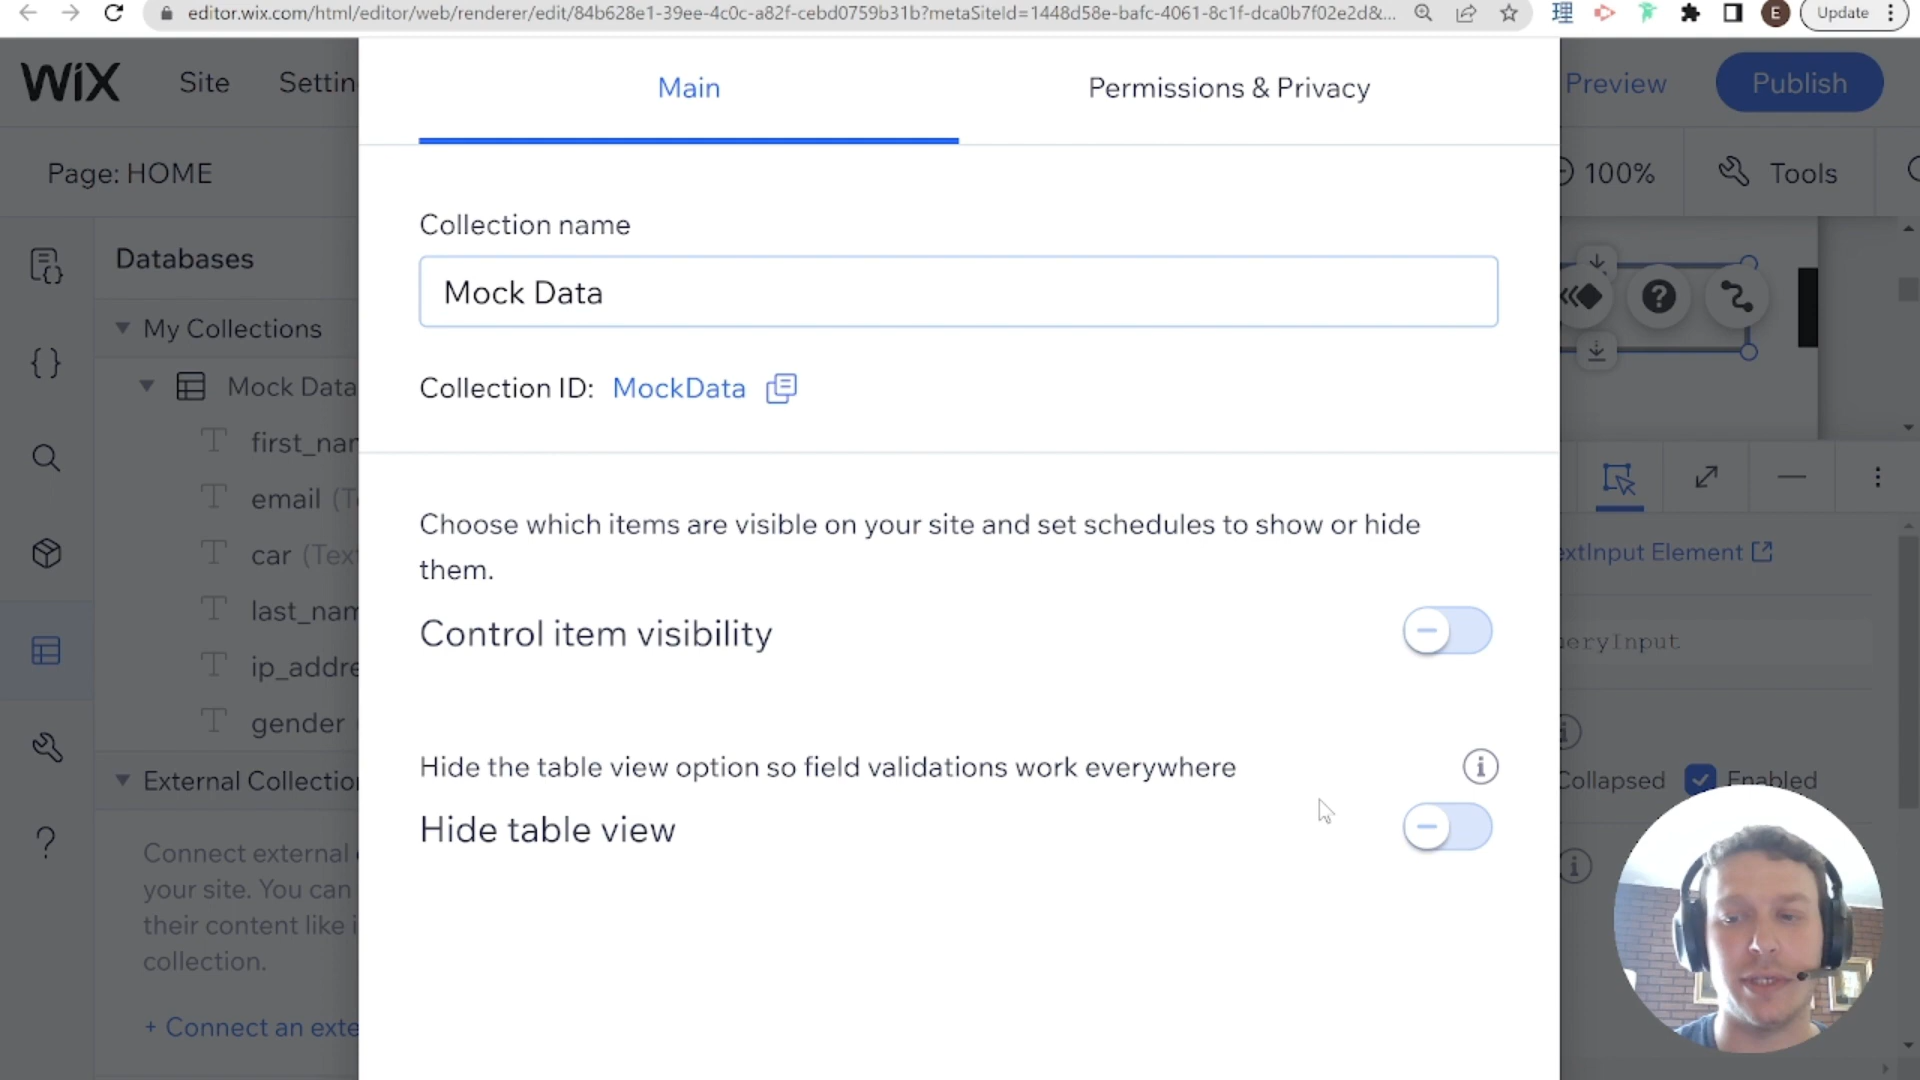 editor.wix.com/html/editor/web/renderer/edit/84b628e1-39ee-4c0c-a82f-cebd0759b31b?metaSiteId=1448d58e-bafc-4061-8c1f-dca0b7f02e2d&...
理
E
Update
WiX
Site
Settin
Main
Permissions & Privacy
Preview
Publish
Page: HOME
100%
Tools
Collection name
Databases
Mock Data
My Collections
Mock Data
Collection ID: MockData
first_nar
email (T
Choose which items are visible on your site and set schedules to show or hide
them.
car (Tex
extInput Element
last_nam
Control item visibility
eryInput
ip_addre
gender
External Collection
Hide the table view option so field validations work everywhere
Collapsed
Enabled
Hide table view
Connect external
your site. You can
their content like i
collection.
+ Connect an exte